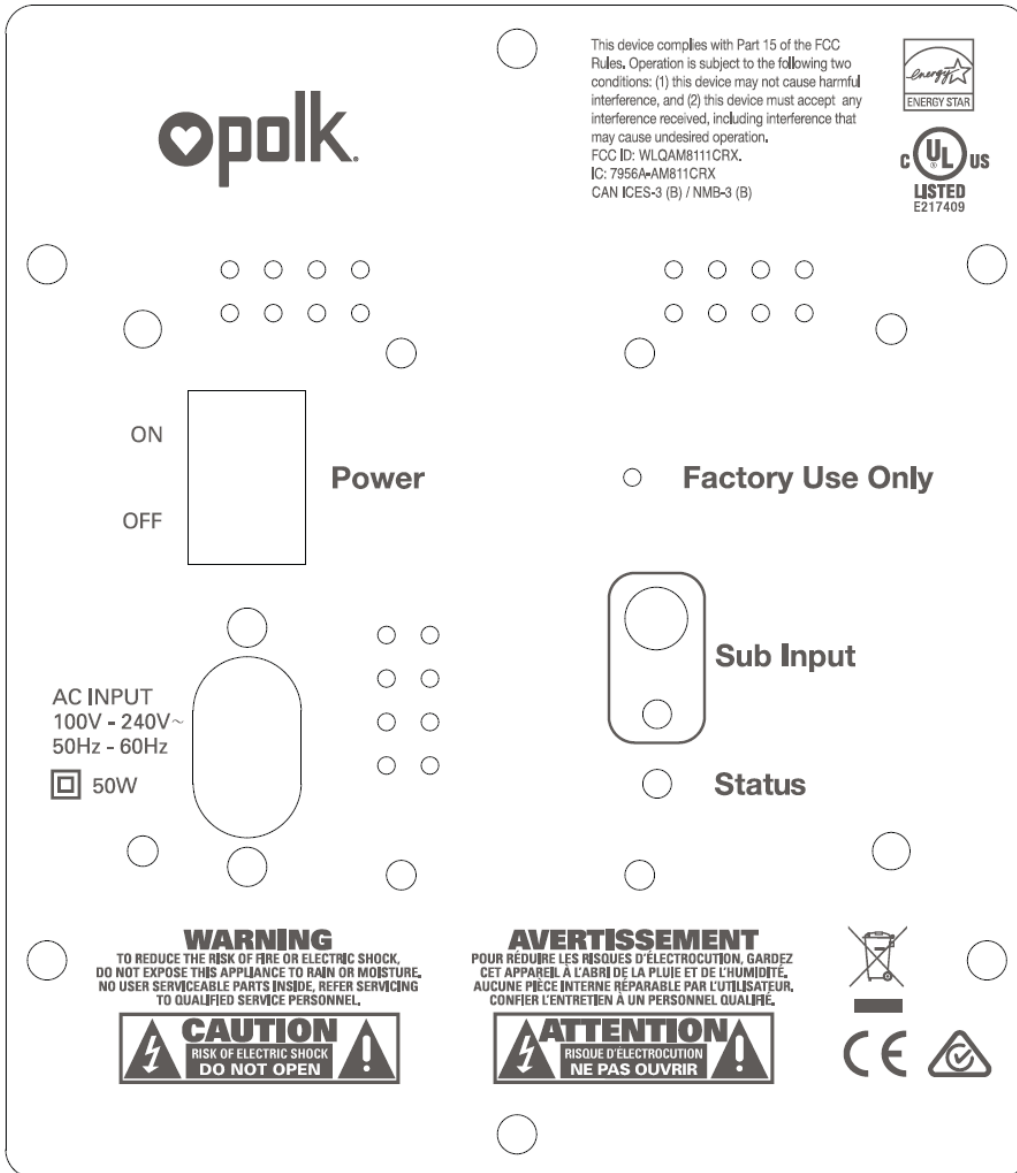 polk®
This device complies with Part 15 of the FCC
Rules. Operation is subject to the following two
conditions: (1) this device may not cause harmful
interference, and (2) this device must accept any
interference received, including interference that
may cause undesired operation.
FCC ID: WLQAM8111CRX.
IC: 7956A-AM811CRX
CAN ICES-3 (B) / NMB-3 (B)
energy
ENERGY STAR
C UL® US
LISTED
E217409
ON
OFF
Power
Factory Use Only
Sub Input
Status
AC INPUT
100V - 240V~
50Hz - 60Hz
50W
WARNING
TO REDUCE THE RISK OF FIRE OR ELECTRIC SHOCK,
DO NOT EXPOSE THIS APPLIANCE TO RAIN OR MOISTURE.
NO USER SERVICEABLE PARTS INSIDE, REFER SERVICING
TO QUALIFIED SERVICE PERSONNEL.
CAUTION
RISK OF ELECTRIC SHOCK
DO NOT OPEN
AVERTISSEMENT
POUR RÉDUIRE LES RISQUES D'ÉLECTROCUTION, GARDEZ
CET APPAREIL À L'ABRI DE LA PLUIE ET DE L'HUMIDITÉ.
AUCUNE PIÈCE INTERNE RÉPARABLE PAR L'UTILISATEUR.
CONFIER L'ENTRETIEN À UN PERSONNEL QUALIFIÉ.
ATTENTION
RISQUE D'ÉLECTROCUTION
NE PAS OUVRIR
CE